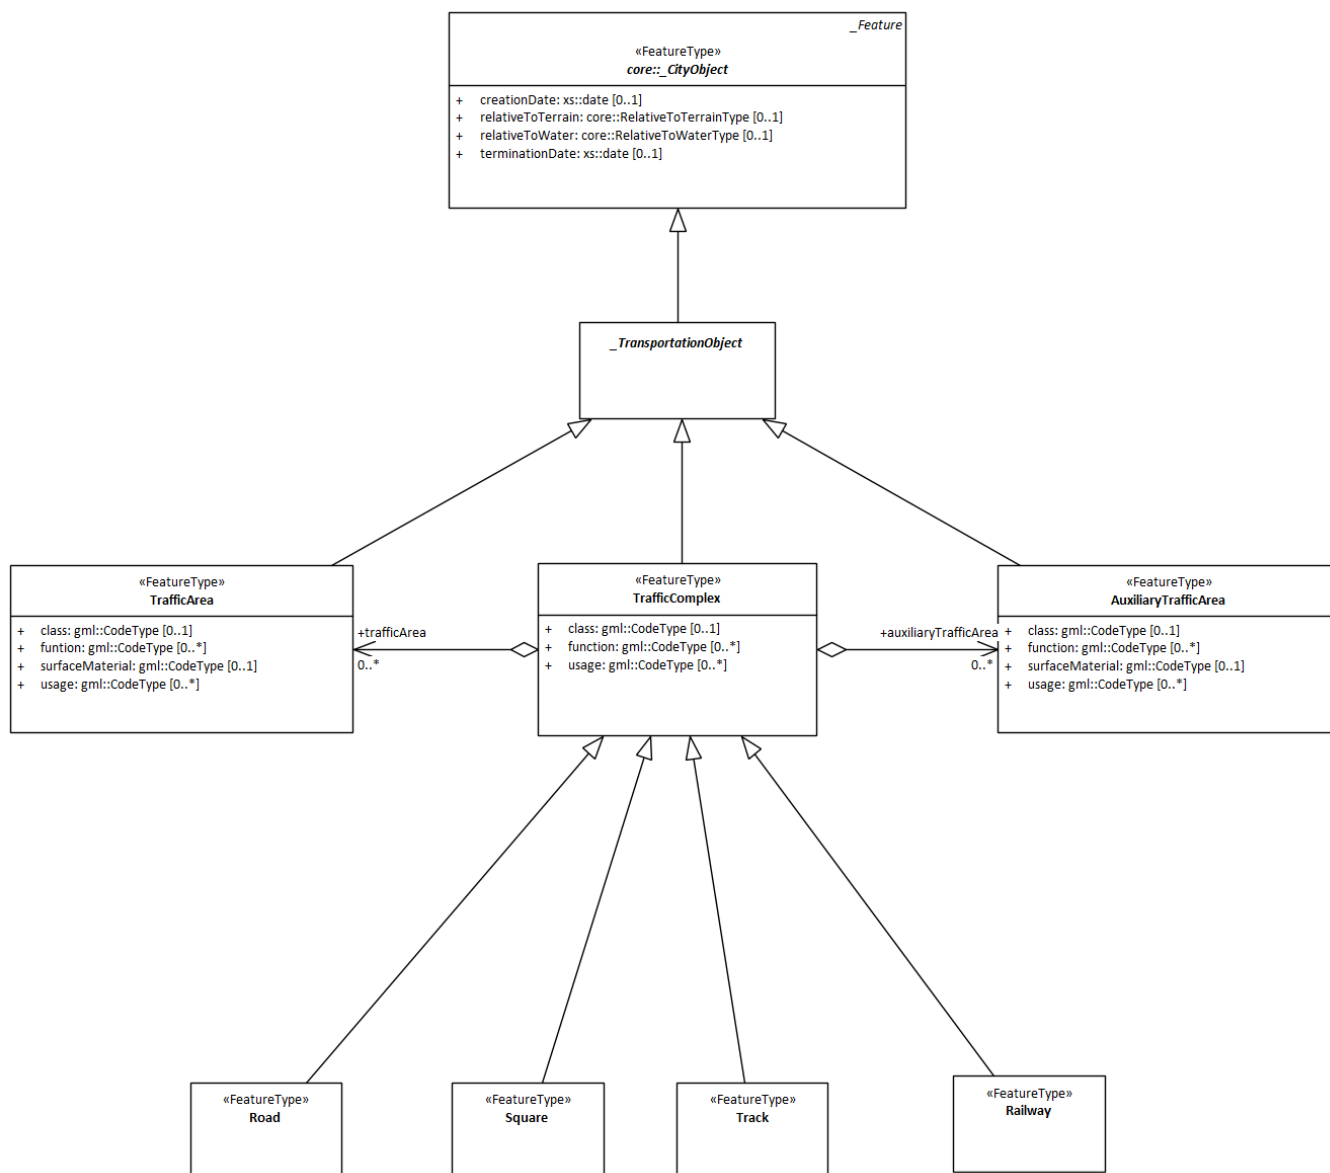 _Feature
«FeatureType»
core::_CityObject
+ creationDate: xs::date [0..1]
+ relativeToTerrain: core::RelativeToTerrainType [0..1]
+ relativeToWater: core::RelativeToWaterType [0..1]
+ terminationDate: xs::date [0..1]
_TransportationObject
«FeatureType»
TrafficArea
+ class: gml::CodeType [0..1]
+ funtion: gml::CodeType [0..*]
+ surfaceMaterial: gml::CodeType [0..1]
+ usage: gml::CodeType [0..*]
+trafficArea
0..*
«FeatureType»
TrafficComplex
+ class: gml::CodeType [0..1]
+ function: gml::CodeType [0..*]
+ usage: gml::CodeType [0..*]
+auxiliaryTrafficArea
0..*
«FeatureType»
AuxiliaryTrafficArea
+ class: gml::CodeType [0..1]
+ function: gml::CodeType [0..*]
+ surfaceMaterial: gml::CodeType [0..1]
+ usage: gml::CodeType [0..*]
«FeatureType»
Road
«FeatureType»
Square
«FeatureType»
Track
«FeatureType»
Railway